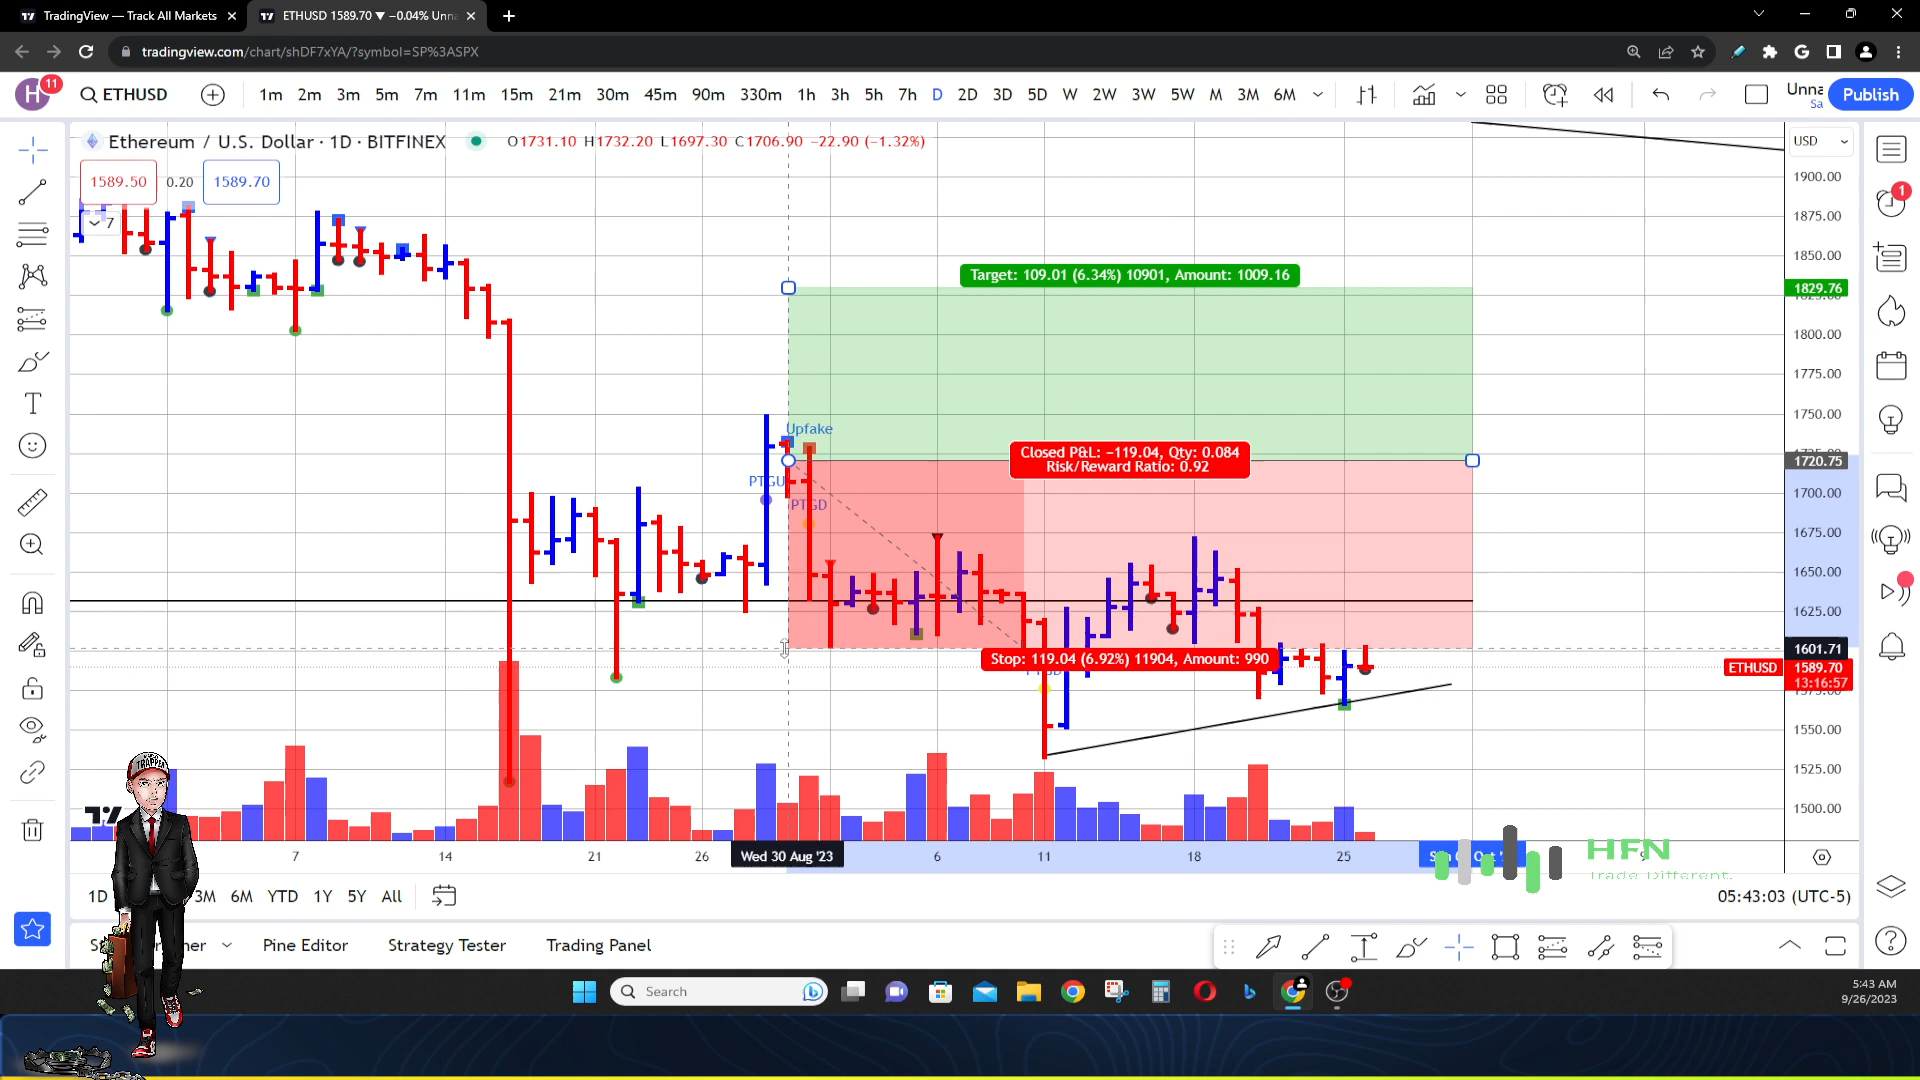 TradingView — Track All Markets
ETHUSD 1589.70 ▼ −0.04% Unna
tradingview.com/chart/shDF7xYA/?symbol=SP%3ASPX
H
11
ETHUSD
1m 2m 3m 5m 7m 11m 15m 21m 30m 45m 90m 330m 1h 3h 5h 7h D 2D 3D 5D W 2W 3W 5W M 3M 6M
Unna
Sa
Publish
Ethereum / U.S. Dollar · 1D · BITFINEX
O1731.10 H1732.20 L1697.30 C1706.90 −22.90 (−1.32%)
USD
1589.50 0.20 1589.70
7
1
1900.00
1875.00
1850.00
Target: 109.01 (6.34%) 10901, Amount: 1009.16
1829.76
1800.00
1775.00
1750.00
Upfake
Closed P&L: −119.04, Qty: 0.084
Risk/Reward Ratio: 0.92
1720.75
PTGU
PTGD
1700.00
1675.00
1650.00
1625.00
1601.71
Stop: 119.04 (6.92%) 11904, Amount: 990
ETHUSD 1589.70
13:16:57
1550.00
1525.00
1500.00
TRAPPER
7 14 21 26 Wed 30 Aug '23 6 11 18 25
HFN
Trade Different.
1D 3M 6M YTD 1Y 5Y All
05:43:03 (UTC-5)
Pine Editor Strategy Tester Trading Panel
Search
5:43 AM
9/26/2023